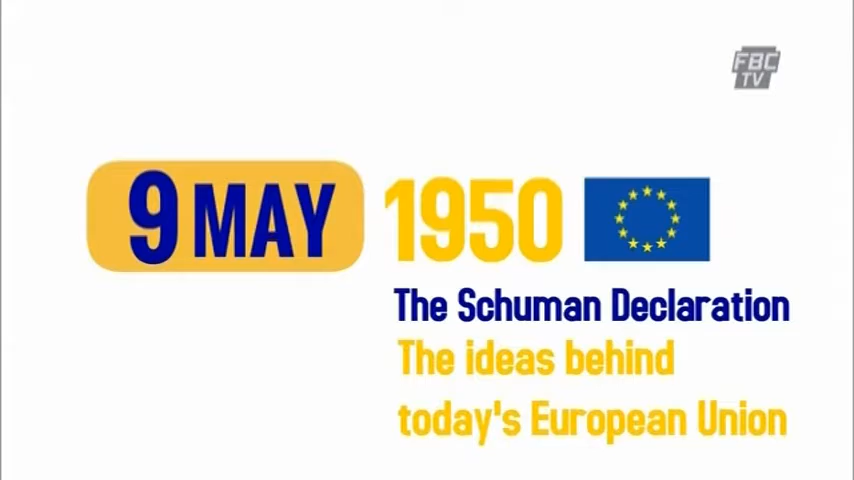 FBC
TV
9 MAY 1950
The Schuman Declaration
The ideas behind
today's European Union